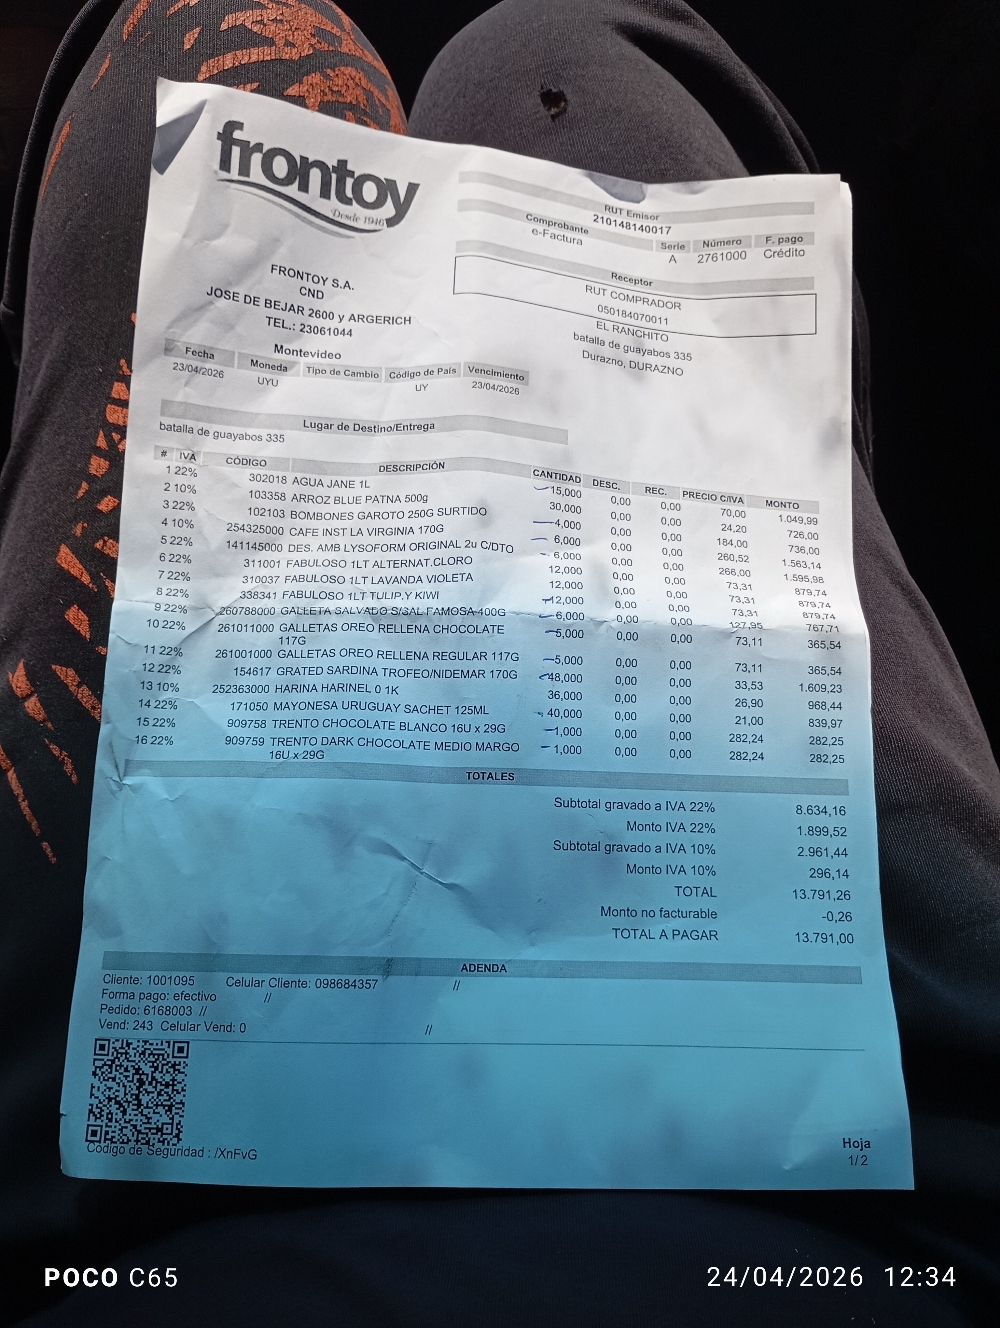 frontoy
Desde 1946
RUT Emisor
210148140017
Comprobante Serie Número F. pago
e-Factura A 2761000 Crédito
Receptor
RUT COMPRADOR
050184070011
EL RANCHITO
batalla de guayabos 335
Durazno, DURAZNO
FRONTOY S.A.
CND
JOSE DE BEJAR 2600 y ARGERICH
TEL.: 23061044
Montevideo
Fecha Moneda Tipo de Cambio Código de País Vencimiento
23/04/2026 UYU UY 23/04/2026
Lugar de Destino/Entrega
batalla de guayabos 335
# IVA CÓDIGO DESCRIPCIÓN CANTIDAD DESC. REC. PRECIO C/IVA MONTO
1 22% 302018 AGUA JANE 1L 15,000 0,00 0,00 70,00 1.049,99
2 10% 103358 ARROZ BLUE PATNA 500g 30,000 0,00 0,00 24,20 726,00
3 22% 102103 BOMBONES GAROTO 250G SURTIDO 4,000 0,00 0,00 184,00 736,00
4 10% 254325000 CAFE INST LA VIRGINIA 170G 6,000 0,00 0,00 260,52 1.563,14
5 22% 141145000 DES. AMB LYSOFORM ORIGINAL 2u C/DTO 6,000 0,00 0,00 266,00 1.595,98
6 22% 311001 FABULOSO 1LT ALTERNAT.CLORO 12,000 0,00 0,00 73,31 879,74
7 22% 310037 FABULOSO 1LT LAVANDA VIOLETA 12,000 0,00 0,00 73,31 879,74
8 22% 338341 FABULOSO 1LT TULIP.Y KIWI 12,000 0,00 0,00 73,31 879,74
9 22% 260788000 GALLETA SALVADO S/SAL FAMOSA 400G 6,000 0,00 0,00 127,95 767,71
10 22% 261011000 GALLETAS OREO RELLENA CHOCOLATE 5,000 0,00 0,00 73,11 365,54
117G
11 22% 261001000 GALLETAS OREO RELLENA REGULAR 117G 5,000 0,00 0,00 73,11 365,54
12 22% 154617 GRATED SARDINA TROFEO/NIDEMAR 170G 48,000 0,00 0,00 33,53 1.609,23
13 10% 252363000 HARINA HARINEL 0 1K 36,000 0,00 0,00 26,90 968,44
14 22% 171050 MAYONESA URUGUAY SACHET 125ML 40,000 0,00 0,00 21,00 839,97
15 22% 909758 TRENTO CHOCOLATE BLANCO 16U x 29G 1,000 0,00 0,00 282,24 282,25
16 22% 909759 TRENTO DARK CHOCOLATE MEDIO MARGO 1,000 0,00 0,00 282,24 282,25
16U x 29G
TOTALES
Subtotal gravado a IVA 22% 8.634,16
Monto IVA 22% 1.899,52
Subtotal gravado a IVA 10% 2.961,44
Monto IVA 10% 296,14
TOTAL 13.791,26
Monto no facturable -0,26
TOTAL A PAGAR 13.791,00
ADENDA
Cliente: 1001095 Celular Cliente: 098684357 //
Forma pago: efectivo //
Pedido: 6168003 //
Vend: 243 Celular Vend: 0 //
Código de Seguridad : /XnFvG
Hoja
1/2
POCO C65 24/04/2026 12:34